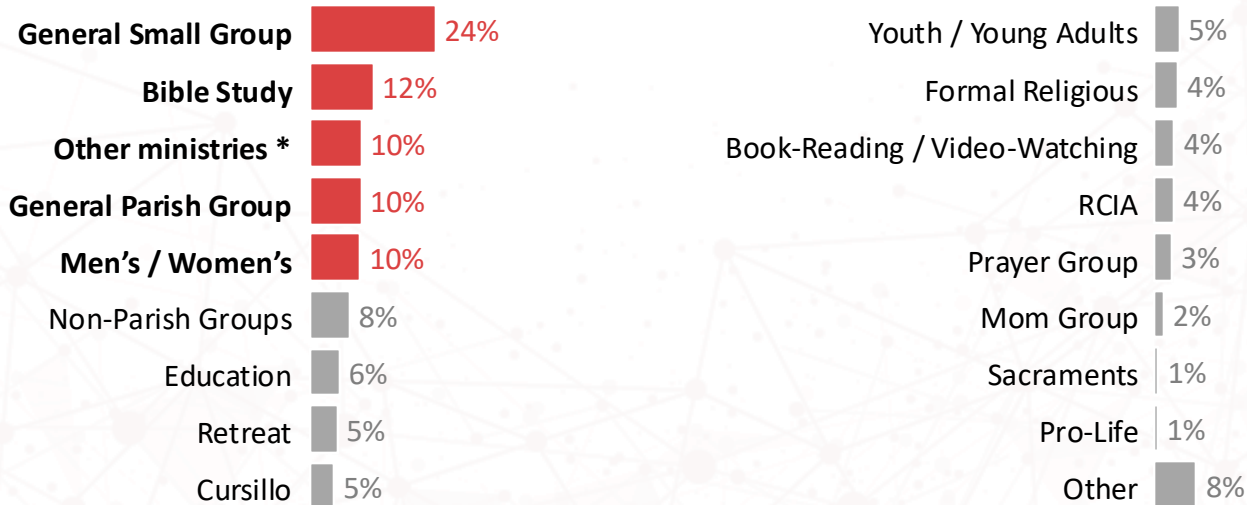 General Small Group 24%
Bible Study 12%
Other ministries * 10%
General Parish Group 10%
Men’s / Women’s 10%
Non-Parish Groups 8%
Education 6%
Retreat 5%
Cursillo 5%
Youth / Young Adults 5%
Formal Religious 4%
Book-Reading / Video-Watching 4%
RCIA 4%
Prayer Group 3%
Mom Group 2%
Sacraments 1%
Pro-Life 1%
Other 8%